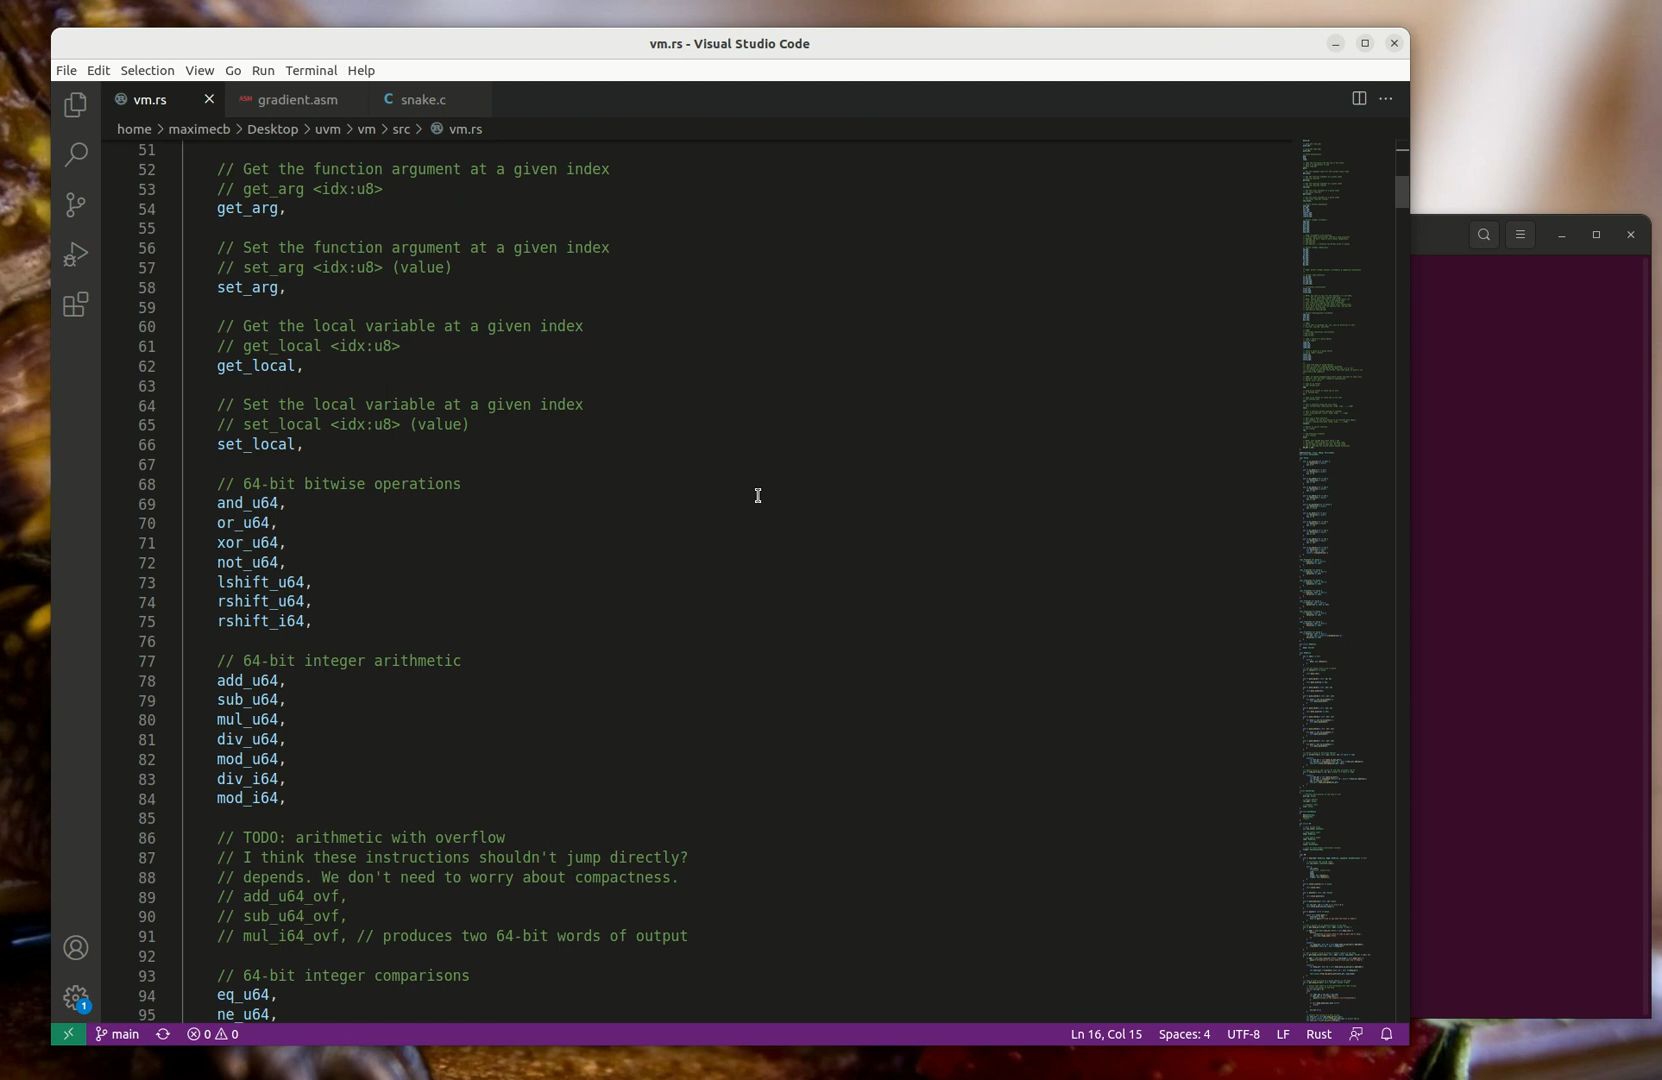 vm.rs - Visual Studio Code
File Edit Selection View Go Run Terminal Help
vm.rs ASM gradient.asm C snake.c
home > maximecb > Desktop > uvm > vm > src > vm.rs
51
52 // Get the function argument at a given index
53 // get_arg <idx:u8>
54 get_arg,
55
56 // Set the function argument at a given index
57 // set_arg <idx:u8> (value)
58 set_arg,
59
60 // Get the local variable at a given index
61 // get_local <idx:u8>
62 get_local,
63
64 // Set the local variable at a given index
65 // set_local <idx:u8> (value)
66 set_local,
67
68 // 64-bit bitwise operations
69 and_u64,
70 or_u64,
71 xor_u64,
72 not_u64,
73 lshift_u64,
74 rshift_u64,
75 rshift_i64,
76
77 // 64-bit integer arithmetic
78 add_u64,
79 sub_u64,
80 mul_u64,
81 div_u64,
82 mod_u64,
83 div_i64,
84 mod_i64,
85
86 // TODO: arithmetic with overflow
87 // I think these instructions shouldn't jump directly?
88 // depends. We don't need to worry about compactness.
89 // add_u64_ovf,
90 // sub_u64_ovf,
91 // mul_i64_ovf, // produces two 64-bit words of output
92
93 // 64-bit integer comparisons
94 eq_u64,
95 ne_u64,
1
main 0 0 Ln 16, Col 15 Spaces: 4 UTF-8 LF Rust